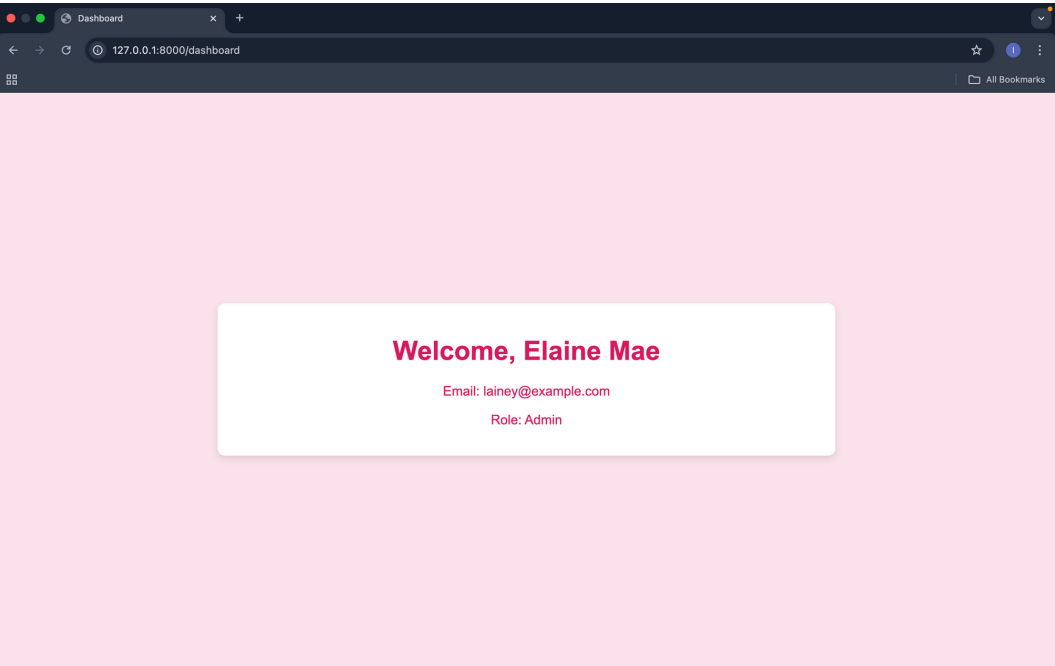 Dashboard
127.0.0.1:8000/dashboard
I
All Bookmarks
Welcome, Elaine Mae
Email: lainey@example.com
Role: Admin